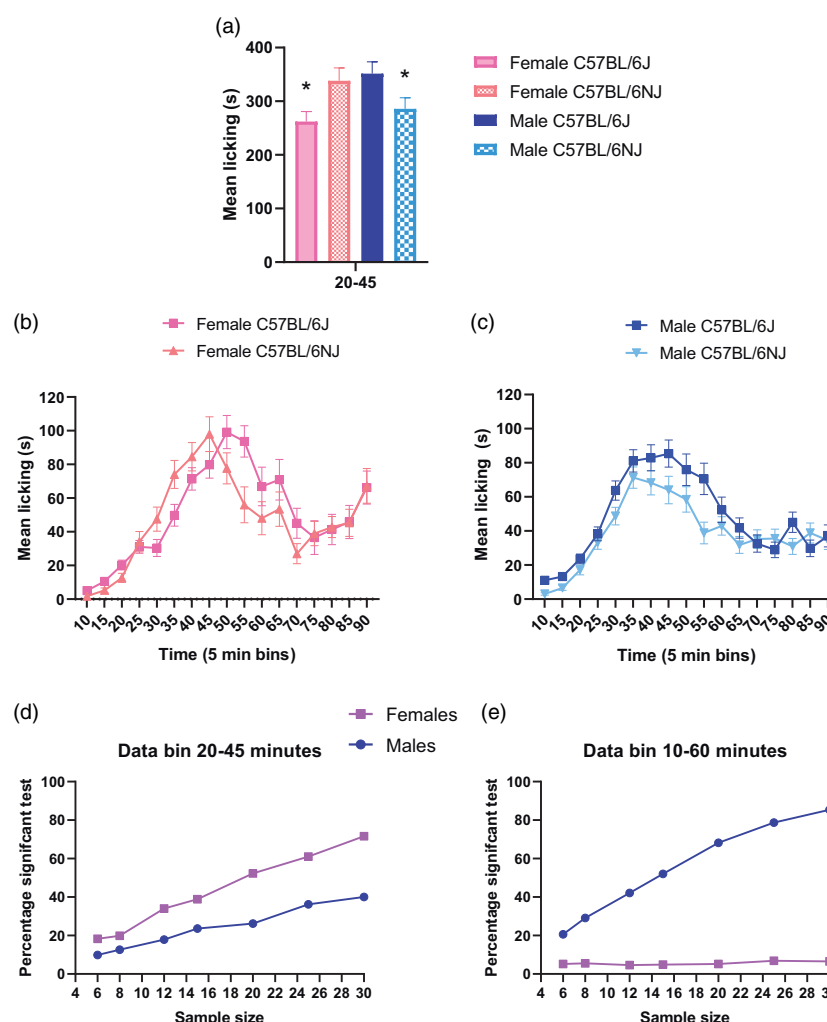 (a)
400
300
200
100
0
Mean licking (s)
*
*
20-45
Female C57BL/6J
Female C57BL/6NJ
Male C57BL/6J
Male C57BL/6NJ
(b)
Female C57BL/6J
Female C57BL/6NJ
120
100
80
60
40
20
0
Mean licking (s)
10 15 20 25 30 35 40 45 50 55 60 65 70 75 80 85 90
Time (5 min bins)
(c)
Male C57BL/6J
Male C57BL/6NJ
120
100
80
60
40
20
0
Mean licking (s)
10 15 20 25 30 35 40 45 50 55 60 65 70 75 80 85 90
Time (5 min bins)
(d)
Females
Males
Data bin 20-45 minutes
100
80
60
40
20
0
Percentage signifcant test
4 6 8 10 12 14 16 18 20 22 24 26 28 30
Sample size
(e)
Data bin 10-60 minutes
100
80
60
40
20
0
Percentage signifcant test
4 6 8 10 12 14 16 18 20 22 24 26 28
Sample size